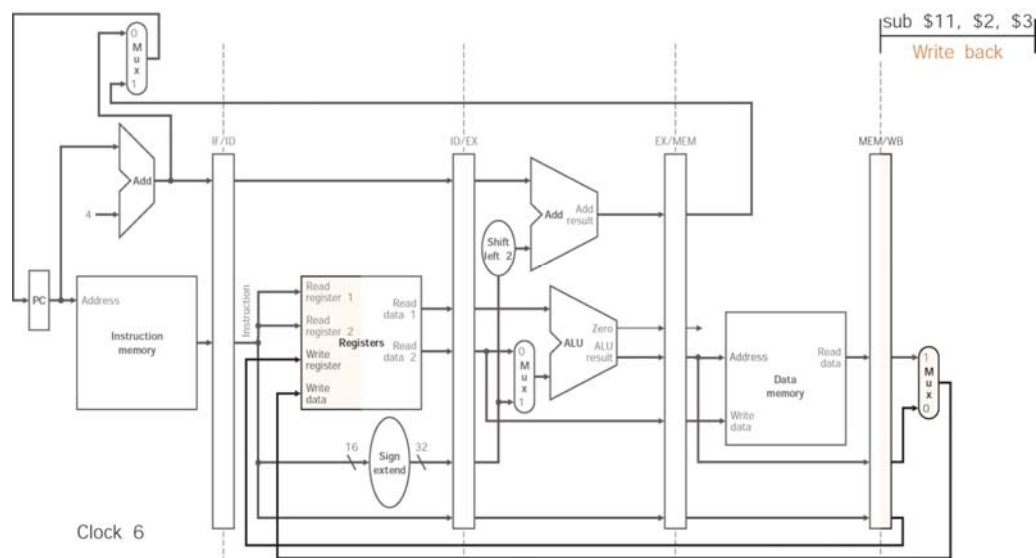 sub $11, $2, $3
Write back
0
M
u
x
1
IF/ID
ID/EX
EX/MEM
MEM/WB
Add
4
Add
Add
result
Shift
left 2
PC
Address
Instruction
memory
Instruction
Read
register 1
Read
register 2
Write
register
Write
data
Registers
Read
data 1
Read
data 2
0
M
u
x
1
ALU
Zero
ALU
result
Address
Read
data
Data
memory
Write
data
1
M
u
x
0
16
Sign
extend
32
Clock 6